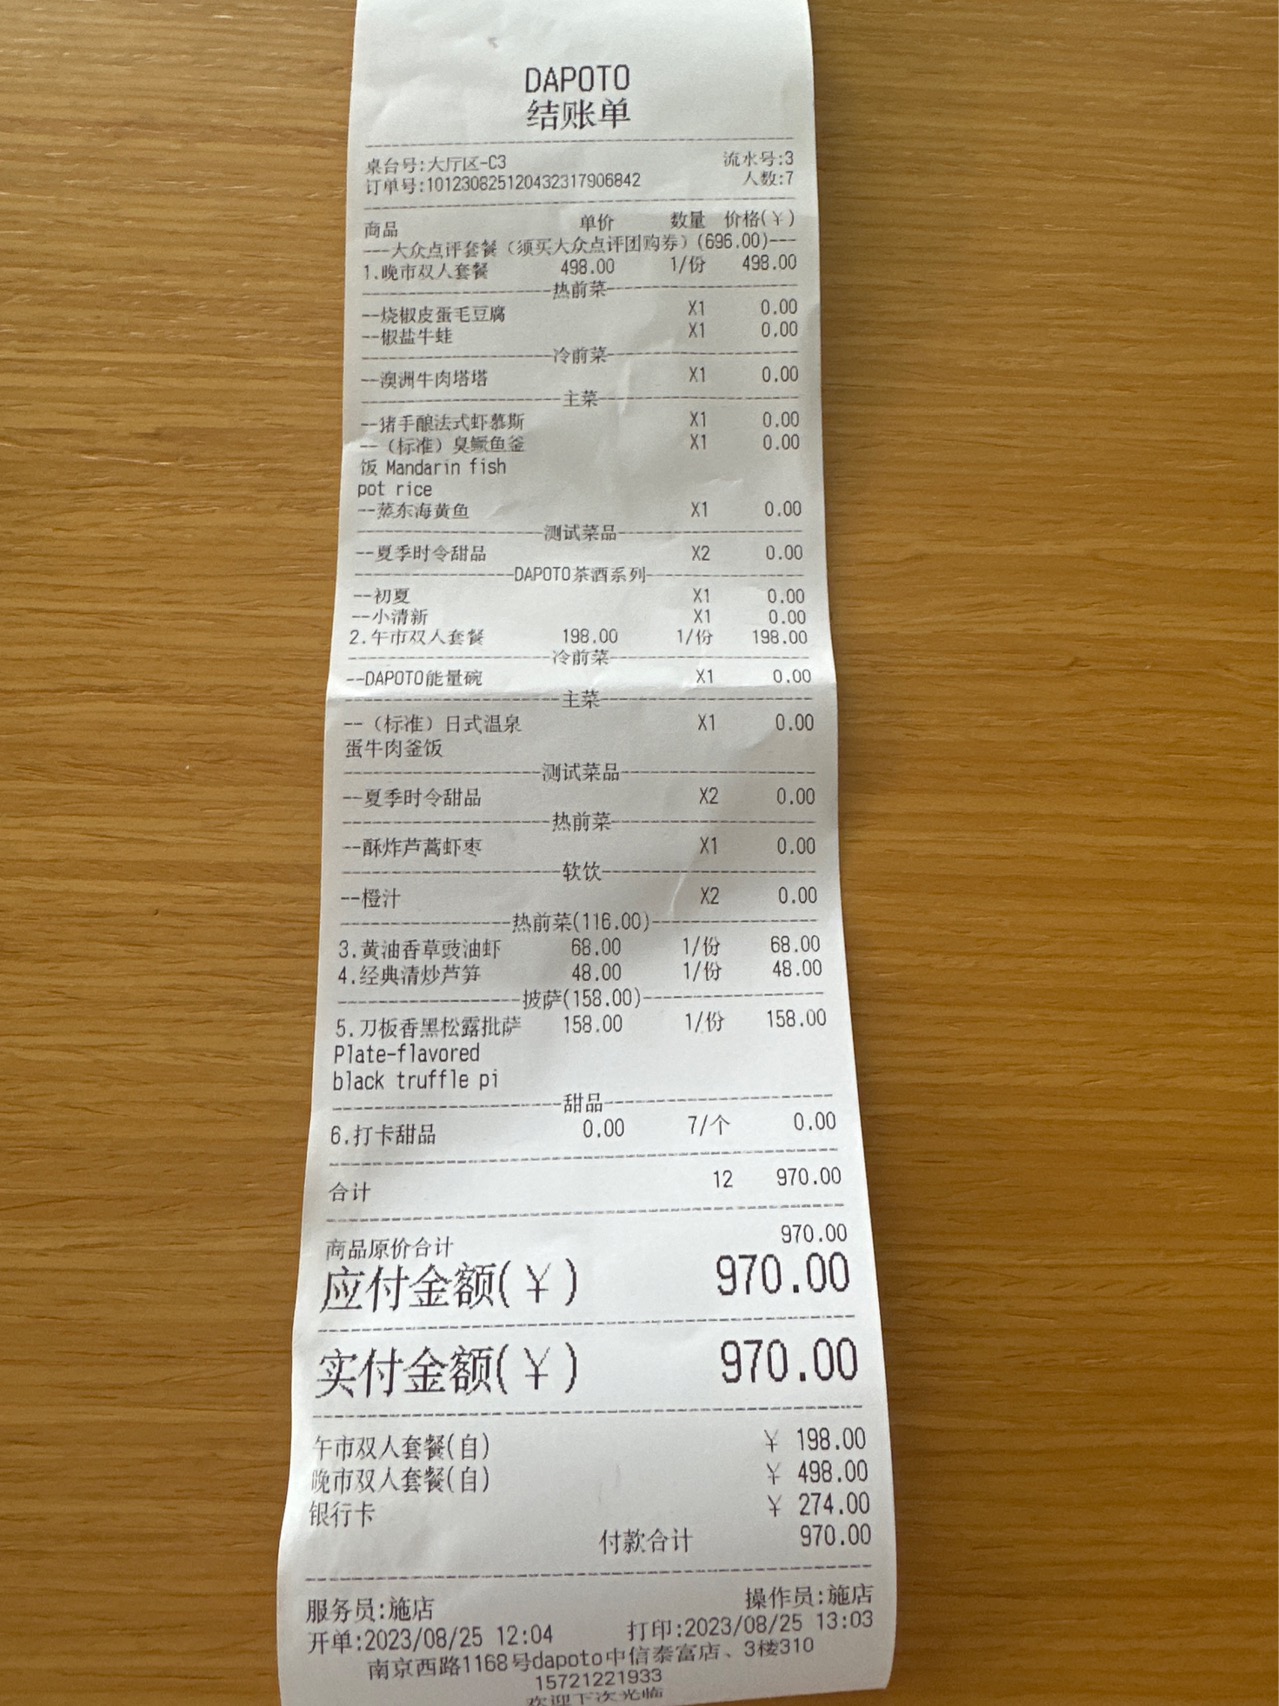 DAPOTO
结账单
桌台号:大厅区-C3 流水号:3
订单号:101230825120432317906842 人数:7
商品 单价 数量 价格(￥)
---大众点评套餐（须买大众点评团购券）(696.00)---
1.晚市双人套餐 498.00 1/份 498.00
热前菜
--烧椒皮蛋毛豆腐 X1 0.00
--椒盐牛蛙 X1 0.00
冷前菜
--澳洲牛肉塔塔 X1 0.00
主菜
--猪手酿法式虾慕斯 X1 0.00
--（标准）臭鳜鱼釜 X1 0.00
饭 Mandarin fish
pot rice
--蒸东海黄鱼 X1 0.00
测试菜品
--夏季时令甜品 X2 0.00
DAPOTO茶酒系列
--初夏 X1 0.00
--小清新 X1 0.00
2.午市双人套餐 198.00 1/份 198.00
冷前菜
--DAPOTO能量碗 X1 0.00
主菜
--（标准）日式温泉 X1 0.00
蛋牛肉釜饭
测试菜品
--夏季时令甜品 X2 0.00
热前菜
--酥炸芦蒿虾枣 X1 0.00
软饮
--橙汁 X2 0.00
热前菜(116.00)
3.黄油香草豉油虾 68.00 1/份 68.00
4.经典清炒芦笋 48.00 1/份 48.00
披萨(158.00)
5.刀板香黑松露批萨 158.00 1/份 158.00
Plate-flavored
black truffle pi
甜品
6.打卡甜品 0.00 7/个 0.00
合计 12 970.00
商品原价合计 970.00
应付金额(￥) 970.00
实付金额(￥) 970.00
午市双人套餐(自) ￥ 198.00
晚市双人套餐(自) ￥ 498.00
银行卡 ￥ 274.00
付款合计 970.00
服务员:施店 操作员:施店
开单:2023/08/25 12:04 打印:2023/08/25 13:03
南京西路1168号dapoto中信泰富店、3楼310
15721221933
欢迎下次光临